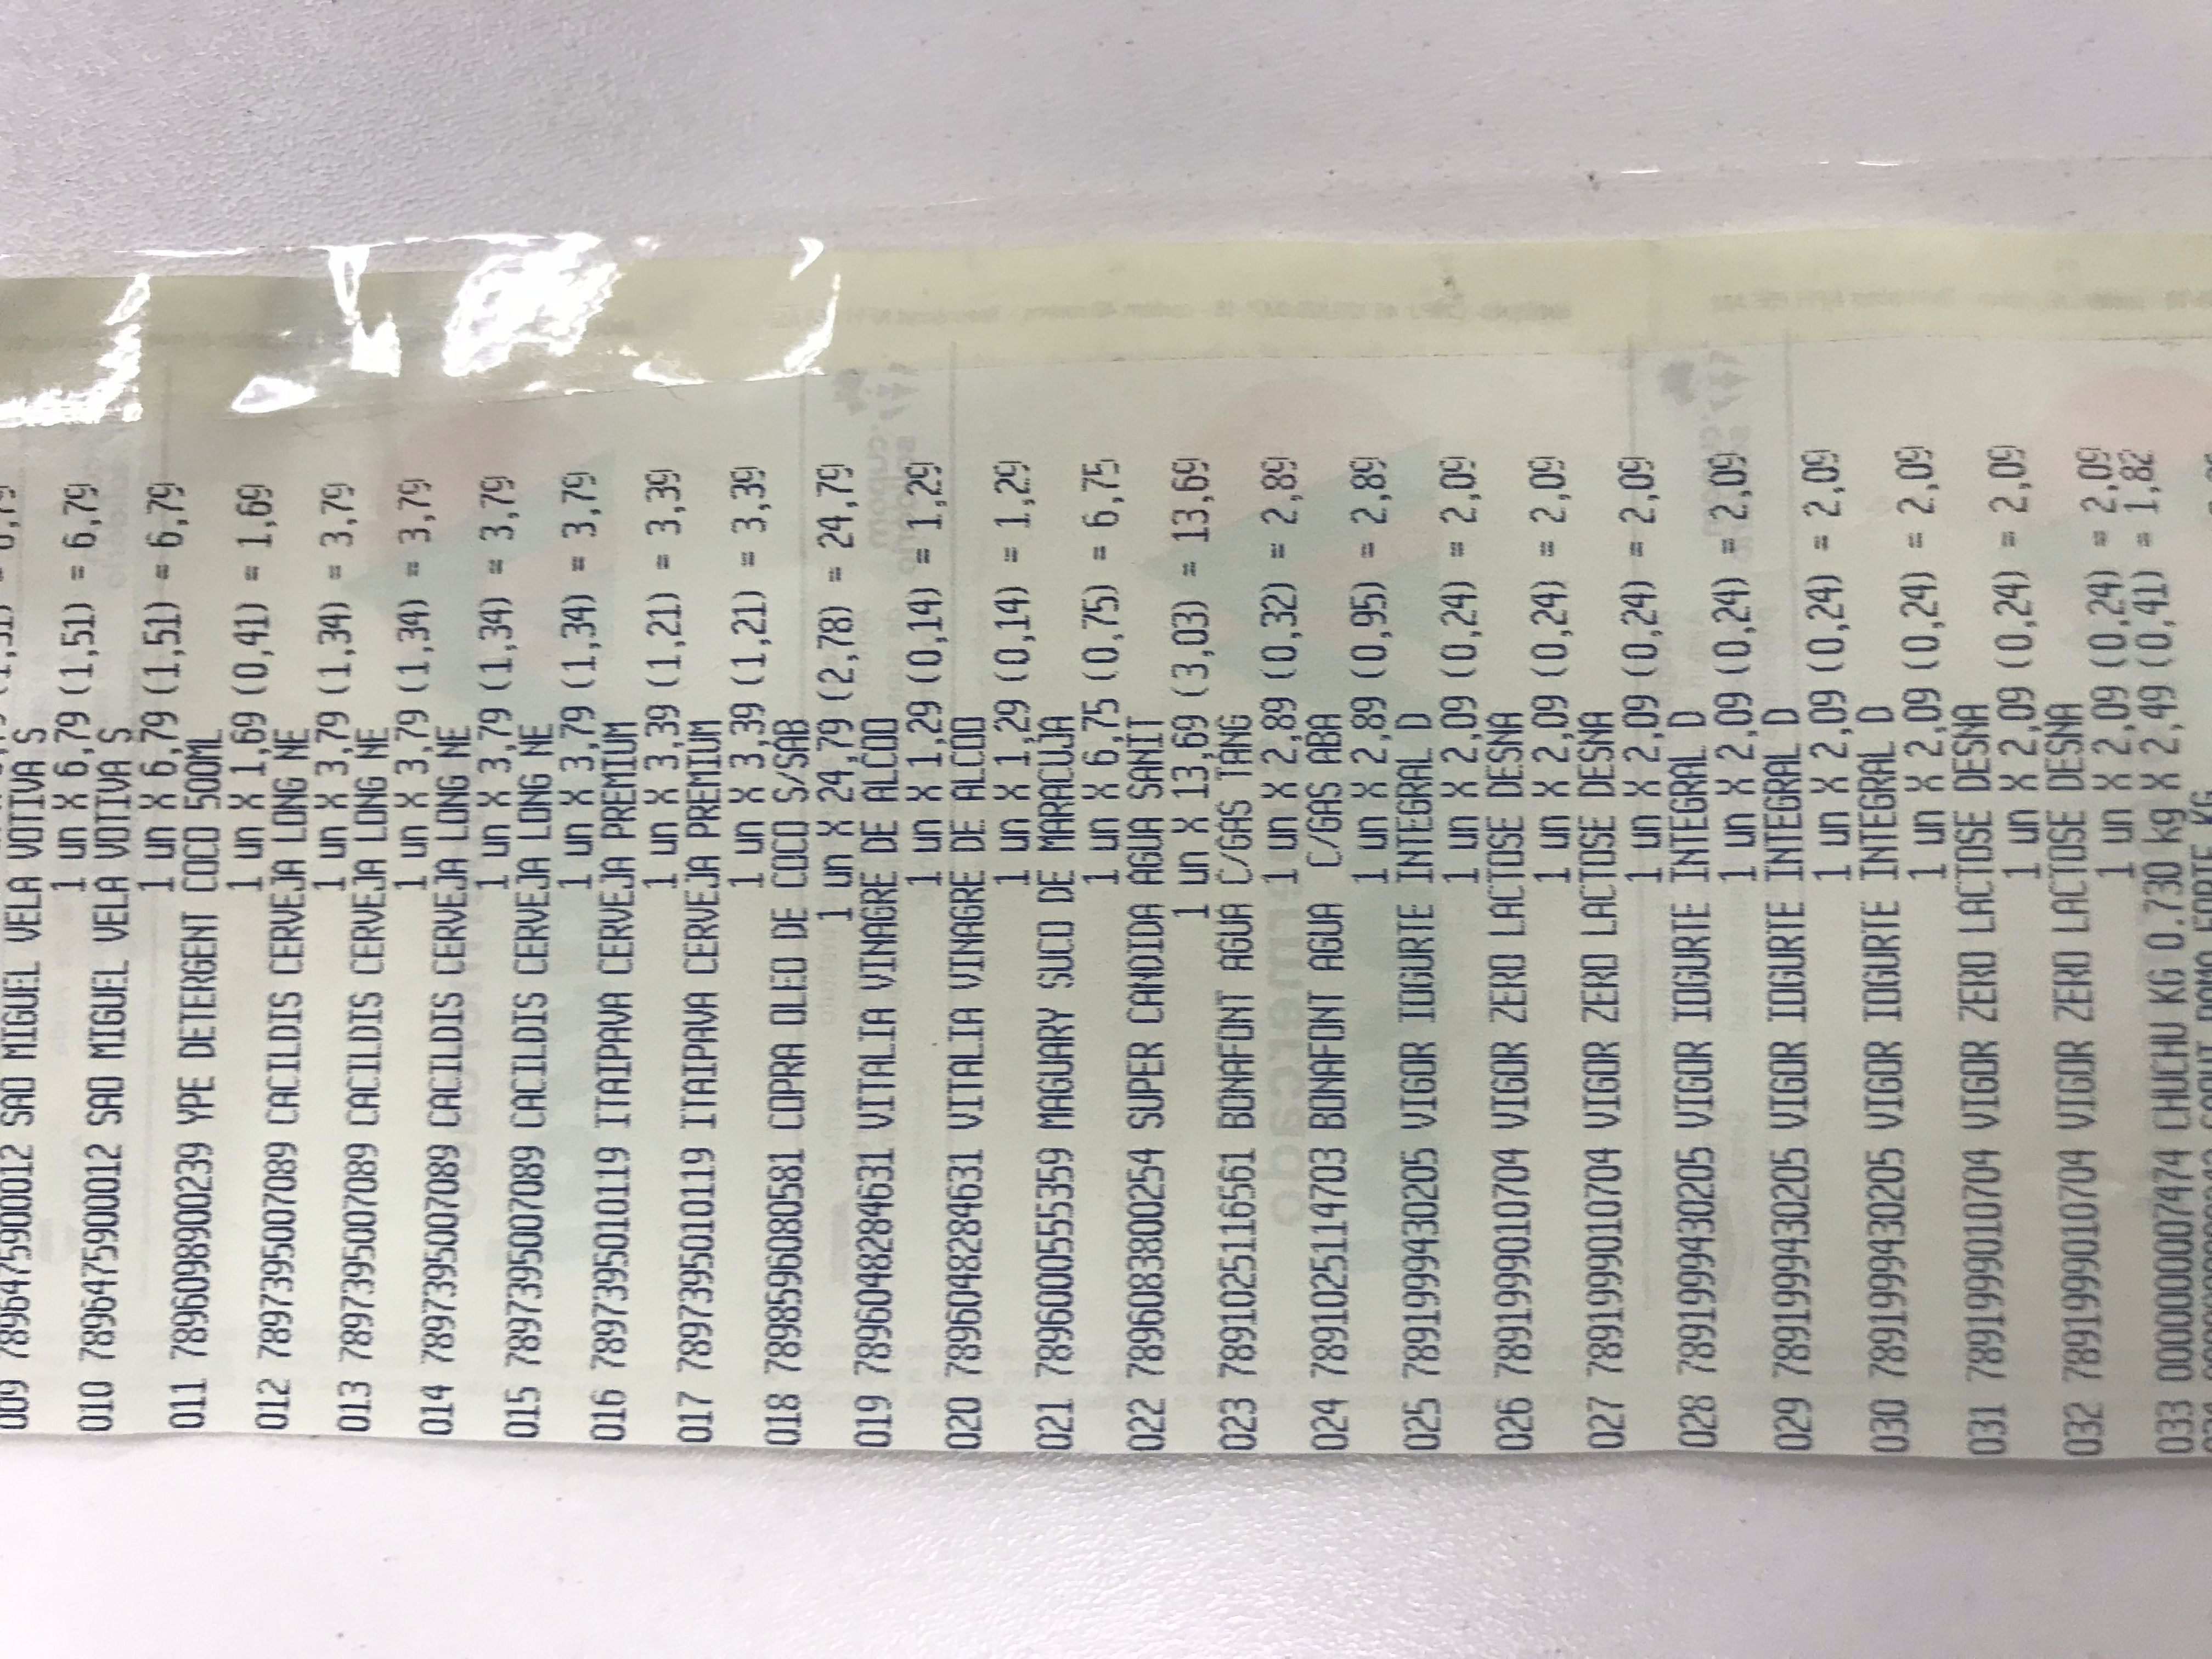 009 7896475900012 SAO MIGUEL VELA VOTIVA S
1 un X 6,79 (1,51) = 6,79
010 7896475900012 SAO MIGUEL VELA VOTIVA S
1 un X 6,79 (1,51) = 6,79
011 7896098900239 YPE DETERGENT COCO 500ML
1 un X 1,69 (0,41) = 1,69
012 7897395007089 CACILDIS CERVEJA LONG NE
1 un X 3,79 (1,34) = 3,79
013 7897395007089 CACILDIS CERVEJA LONG NE
1 un X 3,79 (1,34) = 3,79
014 7897395007089 CACILDIS CERVEJA LONG NE
1 un X 3,79 (1,34) = 3,79
015 7897395007089 CACILDIS CERVEJA LONG NE
1 un X 3,79 (1,34) = 3,79
016 7897395010119 ITAIPAVA CERVEJA PREMIUM
1 un X 3,39 (1,21) = 3,39
017 7897395010119 ITAIPAVA CERVEJA PREMIUM
1 un X 3,39 (1,21) = 3,39
018 7898596080581 COPRA OLEO DE COCO S/SAB
1 un X 24,79 (2,78) = 24,79
019 7896048284631 VITALIA VINAGRE DE ALCOO
1 un X 1,29 (0,14) = 1,29
020 7896048284631 VITALIA VINAGRE DE ALCOO
1 un X 1,29 (0,14) = 1,29
021 7896000555359 MAGUARY SUCO DE MARACUJA
1 un X 6,75 (0,75) = 6,75
022 7896083800254 SUPER CANDIDA AGUA SANIT
1 un X 13,69 (3,03) = 13,69
023 7891025116561 BONAFONT AGUA C/GAS TANG
1 un X 2,89 (0,32) = 2,89
024 7891025114703 BONAFONT AGUA C/GAS ABA
1 un X 2,89 (0,95) = 2,89
025 7891999430205 VIGOR IOGURTE INTEGRAL D
1 un X 2,09 (0,24) = 2,09
026 7891999010704 VIGOR ZERO LACTOSE DESNA
1 un X 2,09 (0,24) = 2,09
027 7891999010704 VIGOR ZERO LACTOSE DESNA
1 un X 2,09 (0,24) = 2,09
028 7891999430205 VIGOR IOGURTE INTEGRAL D
1 un X 2,09 (0,24) = 2,09
029 7891999430205 VIGOR IOGURTE INTEGRAL D
1 un X 2,09 (0,24) = 2,09
030 7891999430205 VIGOR IOGURTE INTEGRAL D
1 un X 2,09 (0,24) = 2,09
031 7891999010704 VIGOR ZERO LACTOSE DESNA
1 un X 2,09 (0,24) = 2,09
032 7891999010704 VIGOR ZERO LACTOSE DESNA
1 un X 2,09 (0,24) = 2,09
033 0000000007474 CHUCHU KG 0.730 kg X 2,49 (0,41) = 1,82